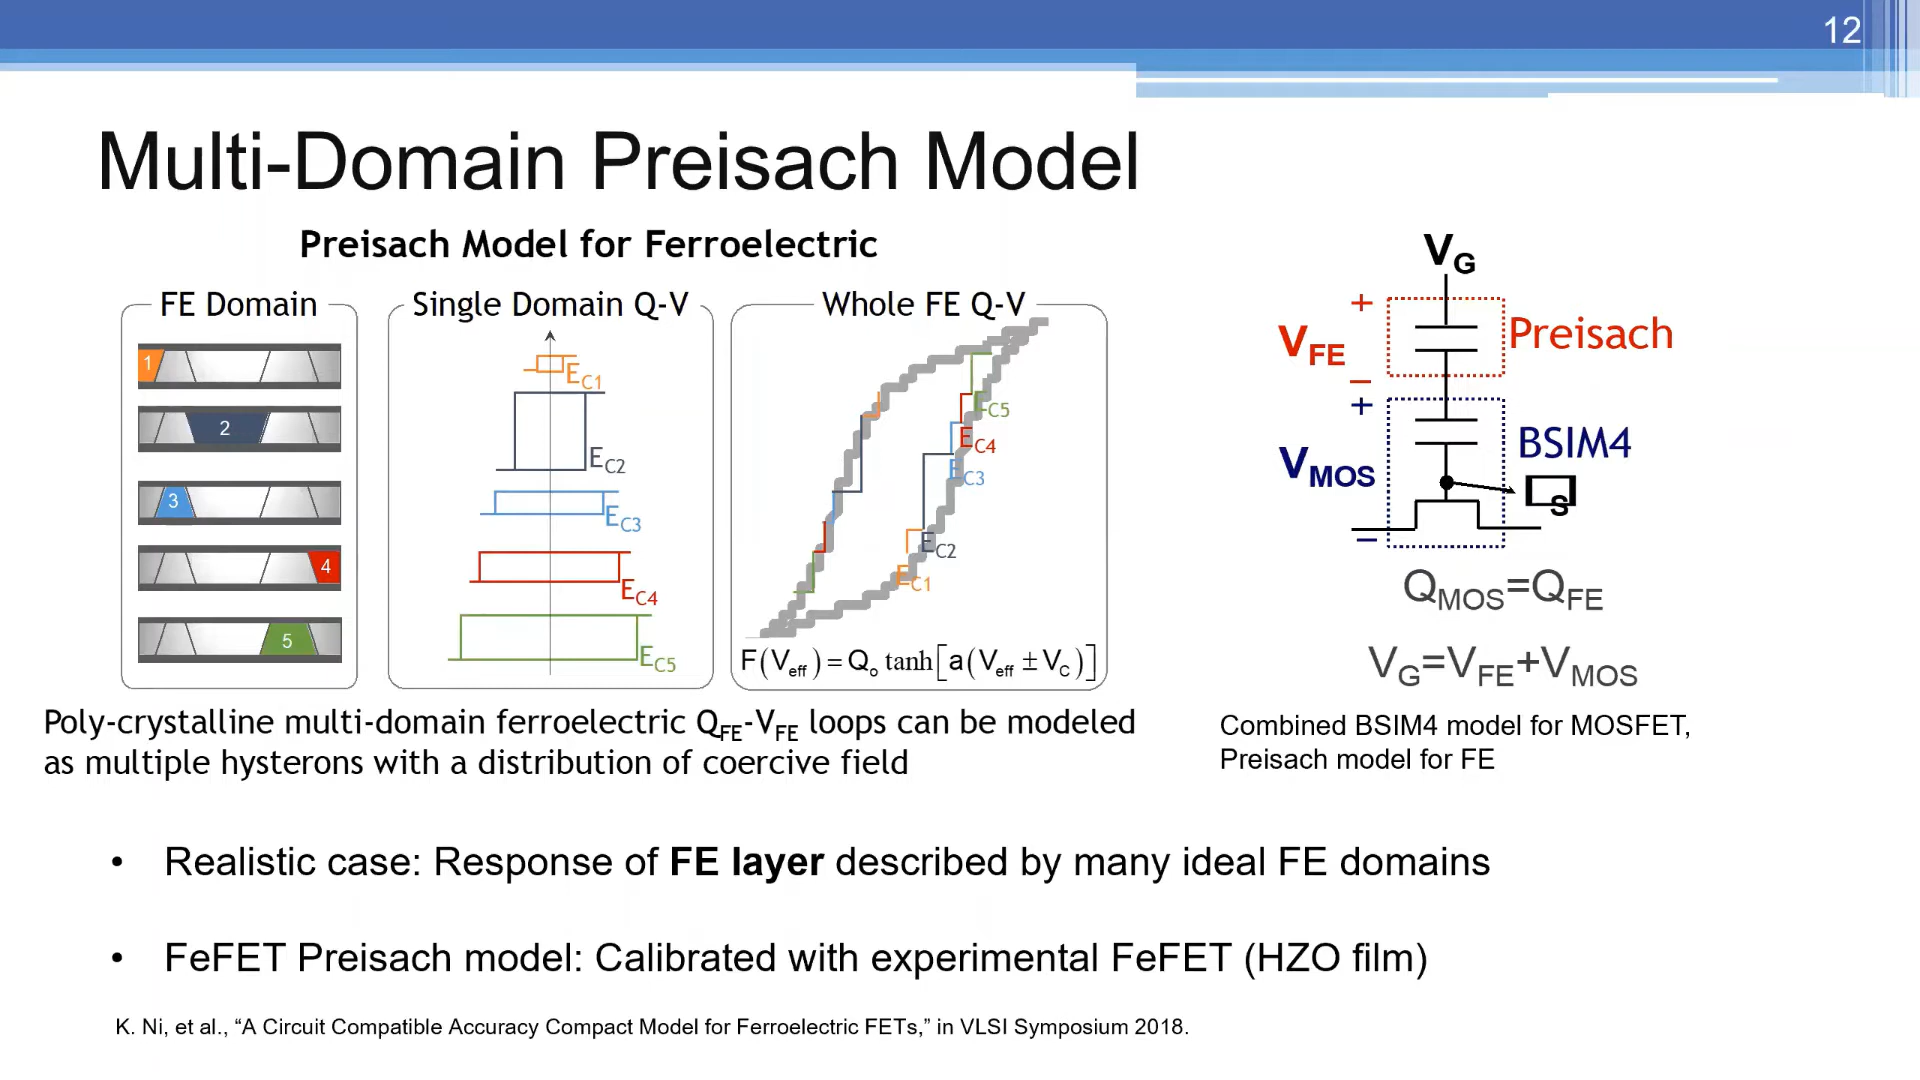 12
Multi-Domain Preisach Model
Preisach Model for Ferroelectric
FE Domain
1
2
3
4
5
Single Domain Q-V
EC1
EC2
EC3
EC4
EC5
Whole FE Q-V
C5
EC4
EC3
EC2
EC1
F(Veff) = Qo tanh[a(Veff ± VC)]
Poly-crystalline multi-domain ferroelectric QFE-VFE loops can be modeled
as multiple hysterons with a distribution of coercive field
VG
+
VFE
Preisach
–
+
VMOS
BSIM4
S
–
QMOS=QFE
VG=VFE+VMOS
Combined BSIM4 model for MOSFET,
Preisach model for FE
• Realistic case: Response of FE layer described by many ideal FE domains
• FeFET Preisach model: Calibrated with experimental FeFET (HZO film)
K. Ni, et al., “A Circuit Compatible Accuracy Compact Model for Ferroelectric FETs,” in VLSI Symposium 2018.